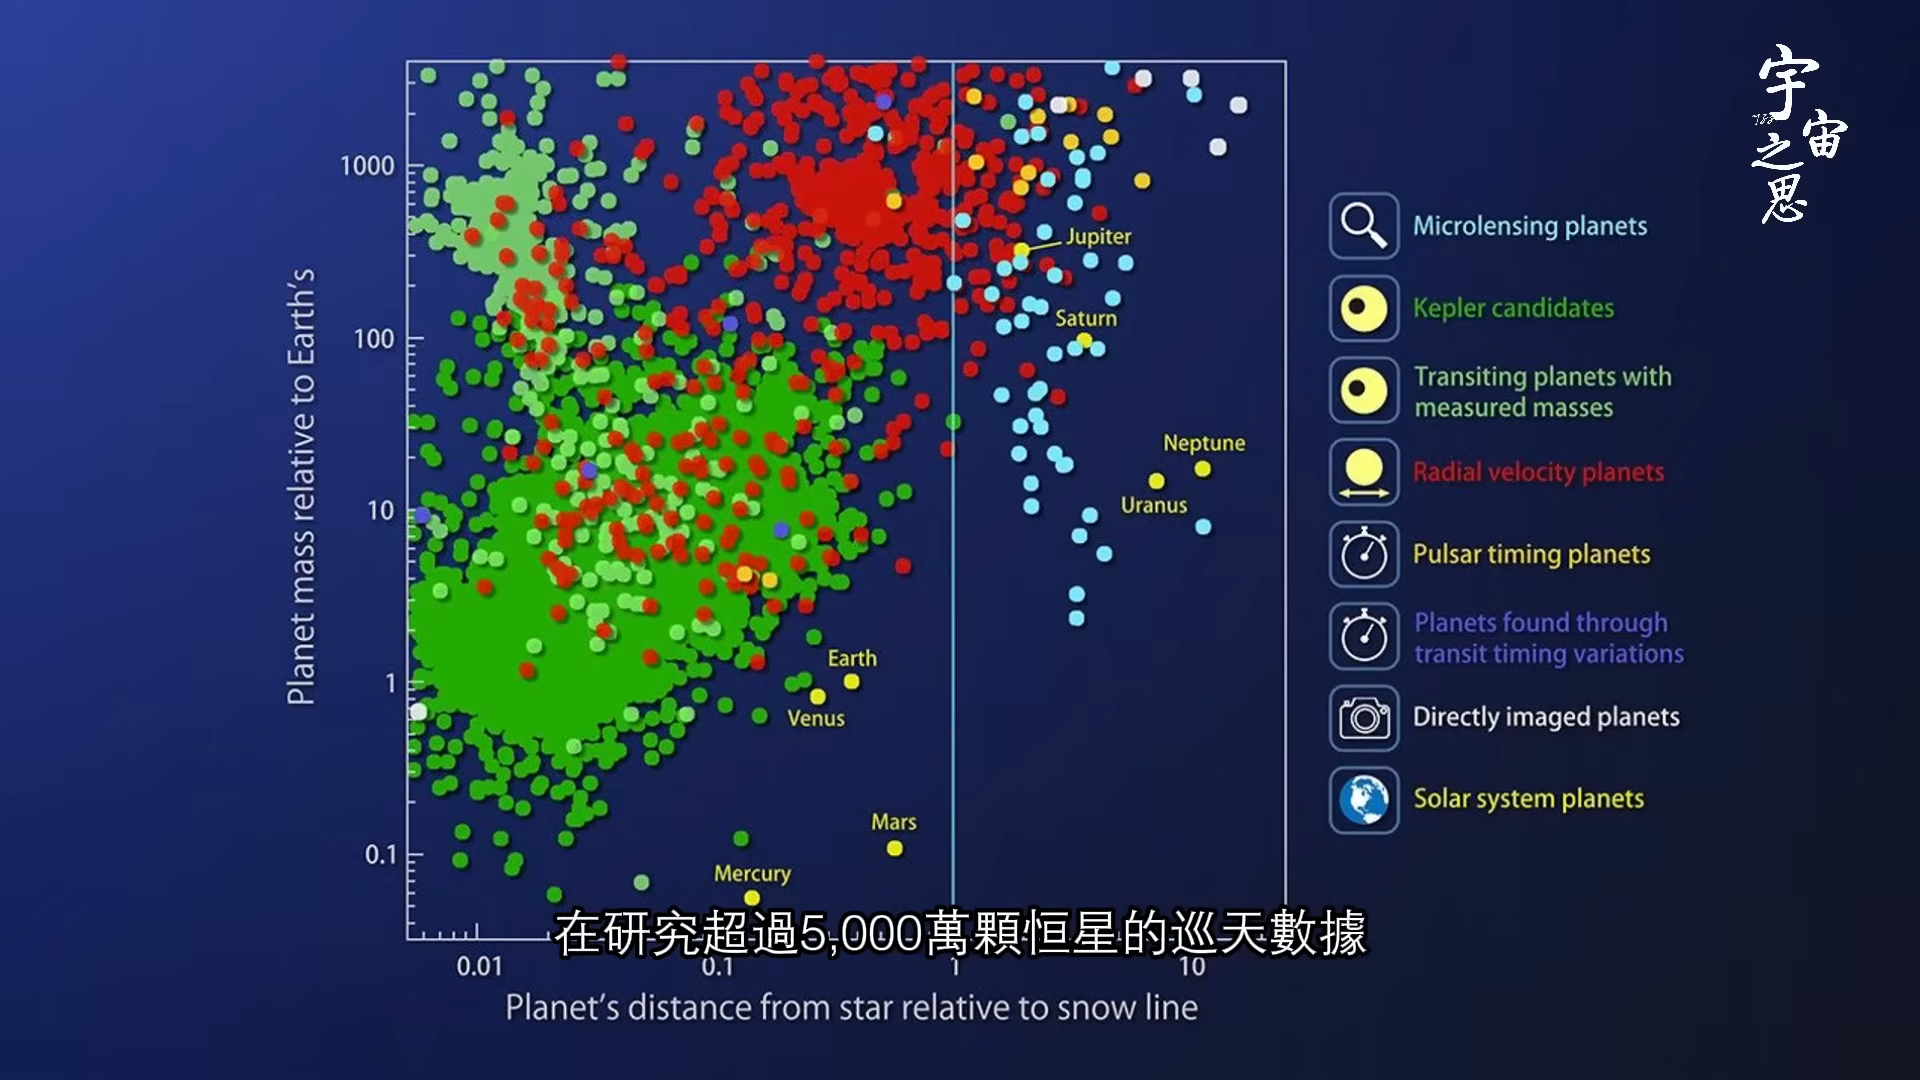 宇宙之思
1000
100
10
1
0.1
Planet mass relative to Earth's
Jupiter
Saturn
Neptune
Uranus
Earth
Venus
Mars
Mercury
Microlensing planets
Kepler candidates
Transiting planets with
measured masses
Radial velocity planets
Pulsar timing planets
Planets found through
transit timing variations
Directly imaged planets
Solar system planets
在研究超過5,000萬顆恒星的巡天數據
0.01
0.1
1
10
Planet's distance from star relative to snow line